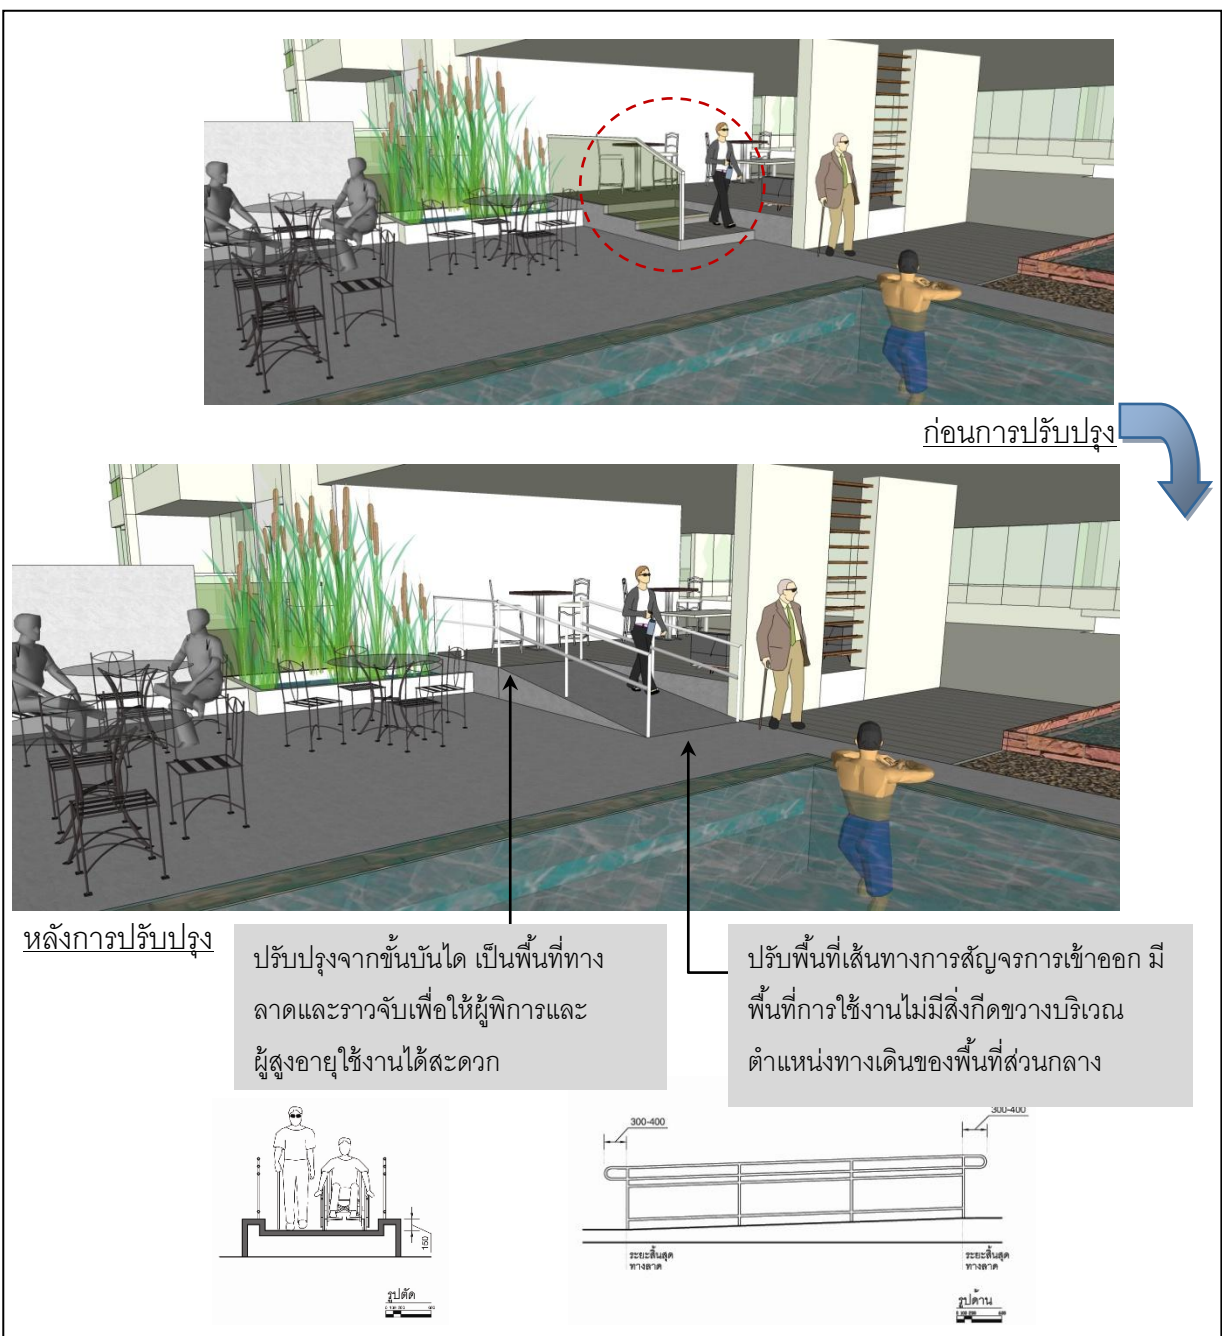 ก่อนการปรับปรุง
หลังการปรับปรุง
ปรับปรุงจากขั้นบันได เป็นพื้นที่ทาง
ลาดและราวจับเพื่อให้ผู้พิการและ
ผู้สูงอายุใช้งานได้สะดวก
ปรับพื้นที่เส้นทางการสัญจรการเข้าออก มี
พื้นที่การใช้งานไม่มีสิ่งกีดขวางบริเวณ
ตำแหน่งทางเดินของพื้นที่ส่วนกลาง
300-400
300-400
150
ระยะสิ้นสุด
ทางลาด
ระยะสิ้นสุด
ทางลาด
รูปตัด
รูปด้าน